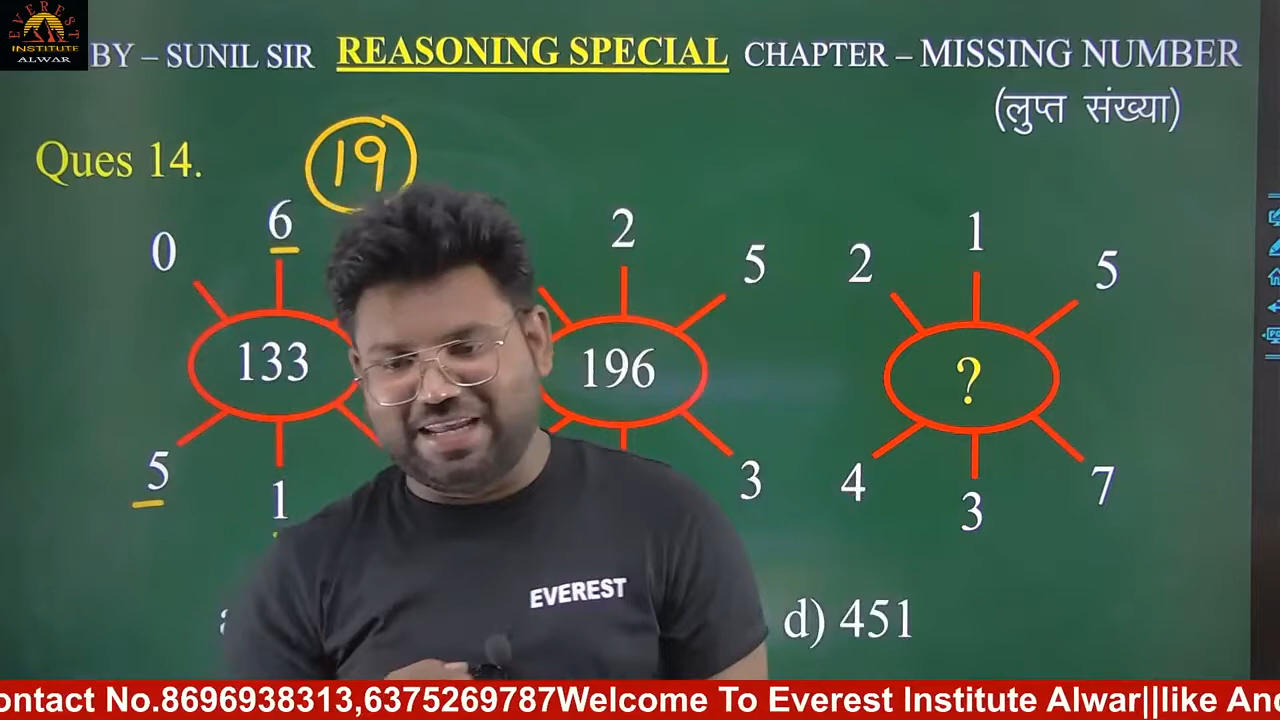 EVEREST
INSTITUTE
ALWAR
BY – SUNIL SIR REASONING SPECIAL CHAPTER – MISSING NUMBER
(लुप्त संख्या)
Ques 14.
19
0 6 2 5 2 1 5
133 196 ?
5 1 3 4 3 7
EVEREST
d) 451
Contact No.8696938313,6375269787Welcome To Everest Institute Alwar||like And